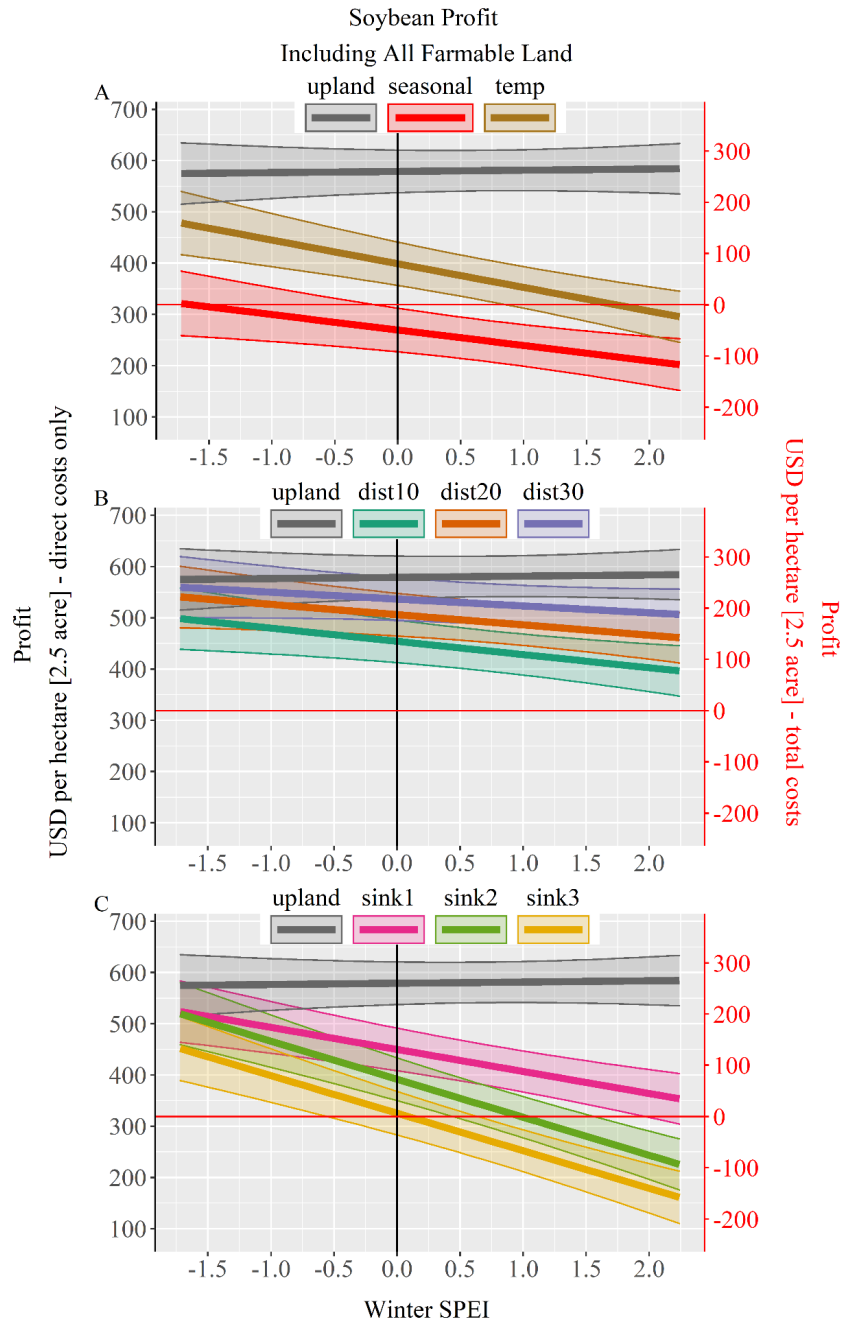 Soybean Profit
Including All Farmable Land
A
upland seasonal temp
700
600
500
400
300
200
100
300
200
100
0
-100
-200
-1.5 -1.0 -0.5 0.0 0.5 1.0 1.5 2.0
B
upland dist10 dist20 dist30
700
600
500
400
300
200
100
300
200
100
0
-100
-200
-1.5 -1.0 -0.5 0.0 0.5 1.0 1.5 2.0
C
upland sink1 sink2 sink3
700
600
500
400
300
200
100
300
200
100
0
-100
-200
-1.5 -1.0 -0.5 0.0 0.5 1.0 1.5 2.0
Winter SPEI
Profit
USD per hectare [2.5 acre] - direct costs only
Profit
USD per hectare [2.5 acre] - total costs